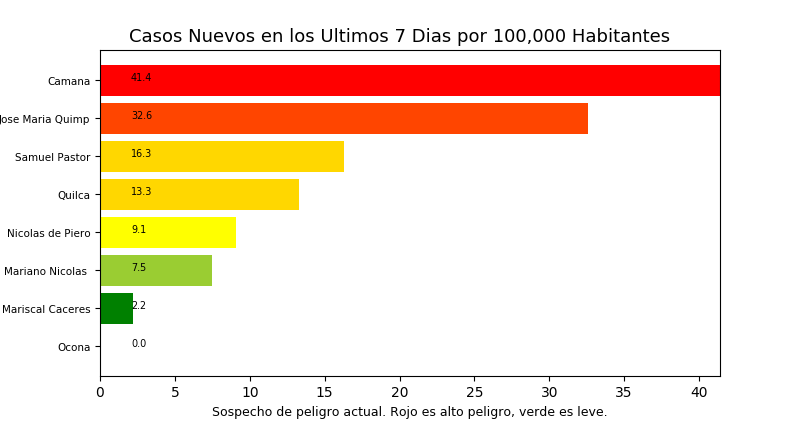 Casos Nuevos en los Ultimos 7 Dias por 100,000 Habitantes
Camana 41.4
Jose Maria Quimp 32.6
Samuel Pastor 16.3
Quilca 13.3
Nicolas de Piero 9.1
Mariano Nicolas 7.5
Mariscal Caceres 2.2
Ocona 0.0
0 5 10 15 20 25 30 35 40
Sospecho de peligro actual. Rojo es alto peligro, verde es leve.